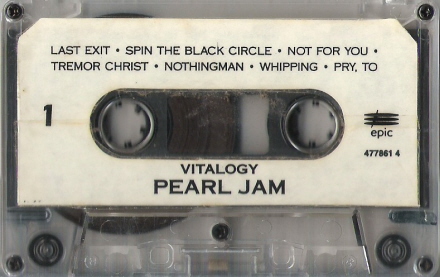 LAST EXIT • SPIN THE BLACK CIRCLE • NOT FOR YOU •
TREMOR CHRIST • NOTHINGMAN • WHIPPING • PRY, TO
1
epic
477861 4
VITALOGY
PEARL JAM